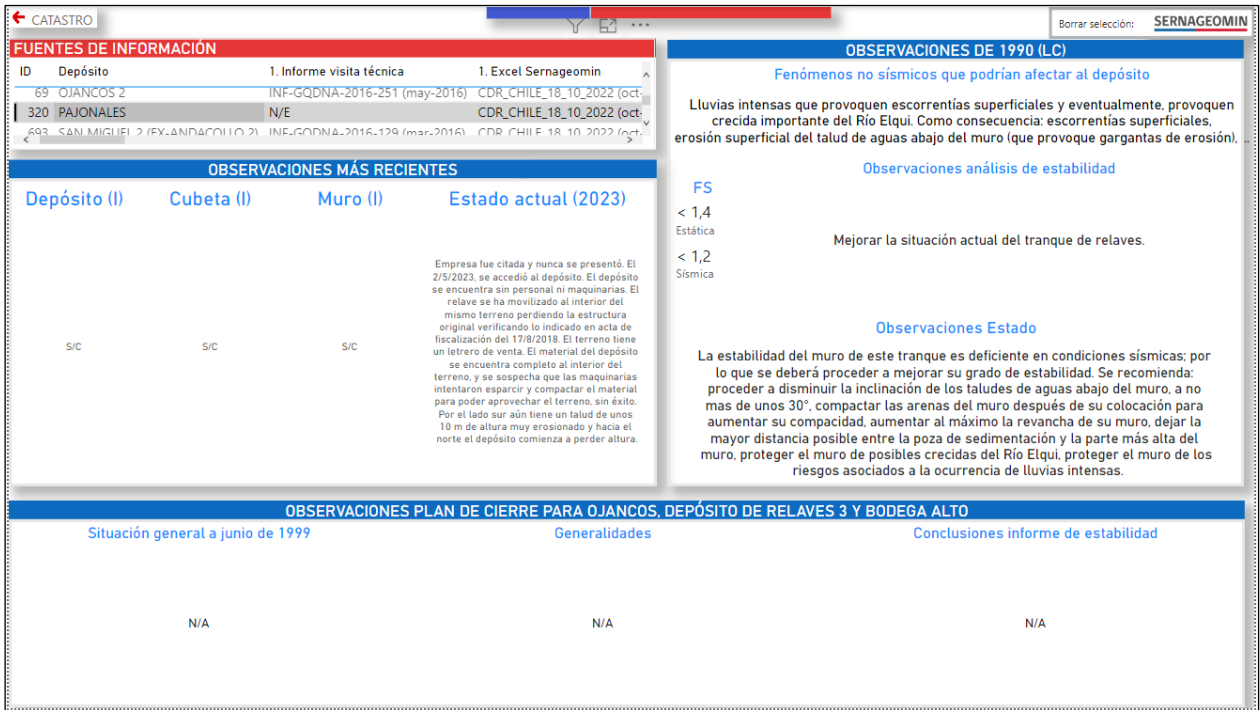 CATASTRO
Borrar selección:
SERNAGEOMIN
FUENTES DE INFORMACIÓN
ID Depósito 1. Informe visita técnica 1. Excel Sernageomin
69 OJANCOS 2 INF-GQDNA-2016-251 (may-2016) CDR_CHILE_18_10_2022 (oct-
320 PAJONALES N/E CDR_CHILE_18_10_2022 (oct-
693 SAN MIGUEL 2 (EX-ANDACOLLO 2) INF-GQDNA-2016-129 (mar-2016) CDR_CHILE_18_10_2022 (oct-
OBSERVACIONES MÁS RECIENTES
Depósito (I) Cubeta (I) Muro (I) Estado actual (2023)
S/C
S/C
S/C
Empresa fue citada y nunca se presentó. El
2/5/2023, se accedió al depósito. El depósito
se encuentra sin personal ni maquinarias. El
relave se ha movilizado al interior del
mismo terreno perdiendo la estructura
original verificando lo indicado en acta de
fiscalización del 17/8/2018. El terreno tiene
un letrero de venta. El material del depósito
se encuentra completo al interior del
terreno, y se sospecha que las maquinarias
intentaron esparcir y compactar el material
para poder aprovechar el terreno, sin éxito.
Por el lado sur aún tiene un talud de unos
10 m de altura muy erosionado y hacia el
norte el depósito comienza a perder altura.
OBSERVACIONES DE 1990 (LC)
Fenómenos no sísmicos que podrían afectar al depósito
Lluvias intensas que provoquen escorrentías superficiales y eventualmente, provoquen
crecida importante del Río Elqui. Como consecuencia: escorrentías superficiales,
erosión superficial del talud de aguas abajo del muro (que provoque gargantas de erosión), ..
Observaciones análisis de estabilidad
FS
< 1,4
Estática
< 1,2
Sísmica
Mejorar la situación actual del tranque de relaves.
Observaciones Estado
La estabilidad del muro de este tranque es deficiente en condiciones sísmicas; por
lo que se deberá proceder a mejorar su grado de estabilidad. Se recomienda:
proceder a disminuir la inclinación de los taludes de aguas abajo del muro, a no
mas de unos 30°, compactar las arenas del muro después de su colocación para
aumentar su compacidad, aumentar al máximo la revancha de su muro, dejar la
mayor distancia posible entre la poza de sedimentación y la parte más alta del
muro, proteger el muro de posibles crecidas del Río Elqui, proteger el muro de los
riesgos asociados a la ocurrencia de lluvias intensas.
OBSERVACIONES PLAN DE CIERRE PARA OJANCOS, DEPÓSITO DE RELAVES 3 Y BODEGA ALTO
Situación general a junio de 1999 Generalidades Conclusiones informe de estabilidad
N/A N/A N/A